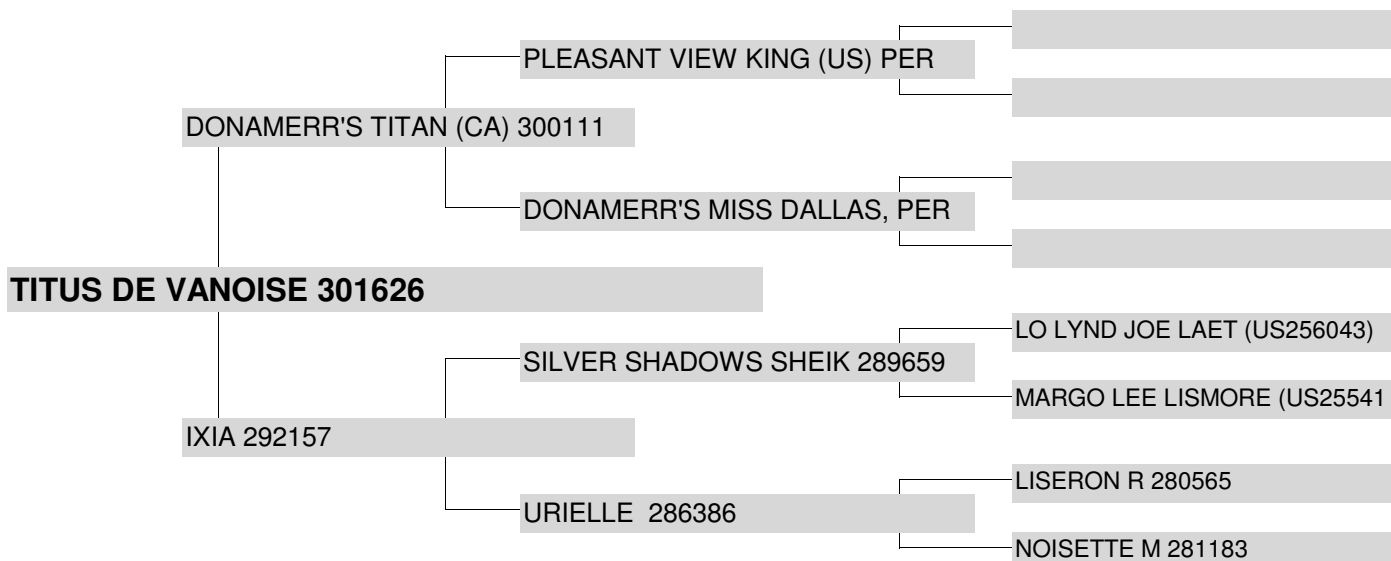 PLEASANT VIEW KING (US) PER
DONAMERR'S TITAN (CA) 300111
DONAMERR'S MISS DALLAS, PER
TITUS DE VANOISE 301626
LO LYND JOE LAET (US256043)
SILVER SHADOWS SHEIK 289659
MARGO LEE LISMORE (US25541
IXIA 292157
LISERON R 280565
URIELLE 286386
NOISETTE M 281183